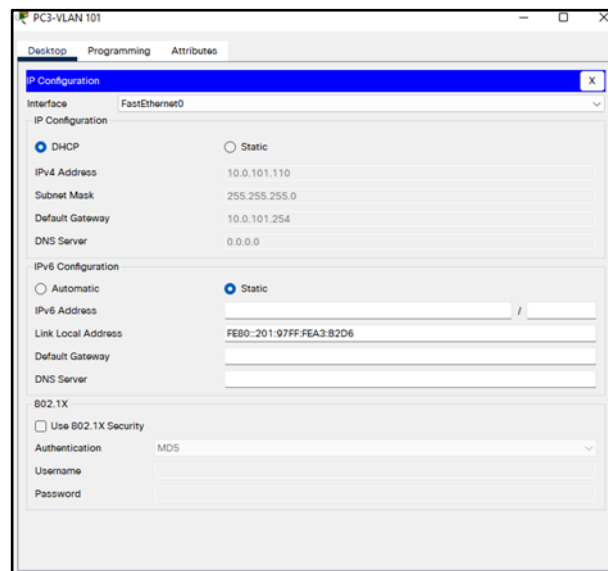 PC3-VLAN 101
Desktop Programming Attributes
IP Configuration X
Interface FastEthernet0
IP Configuration
DHCP Static
IPv4 Address 10.0.101.110
Subnet Mask 255.255.255.0
Default Gateway 10.0.101.254
DNS Server 0.0.0.0
IPv6 Configuration
Automatic Static
IPv6 Address /
Link Local Address FE80::201:97FF:FEA3:B2D6
Default Gateway
DNS Server
802.1X
Use 802.1X Security
Authentication MD5
Username
Password